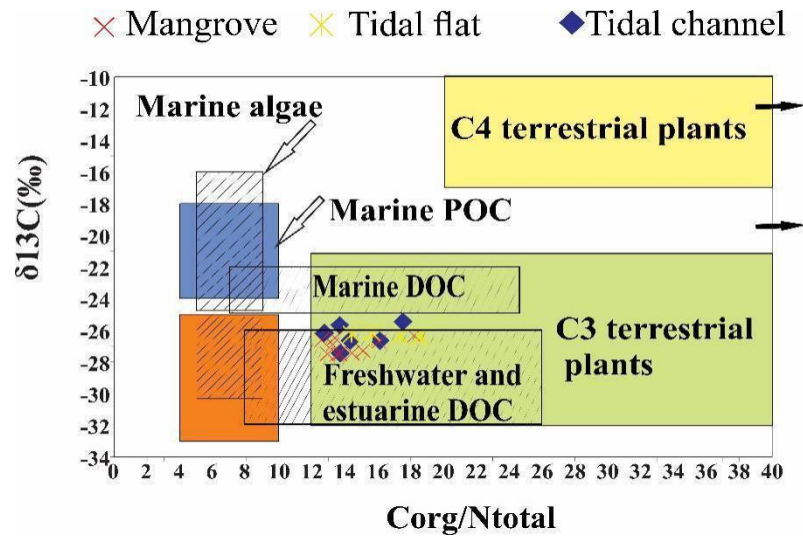 Mangrove Tidal flat Tidal channel
-10
-12
-14
-16
-18
-20
-22
-24
-26
-28
-30
-32
-34
δ13C(‰)
Marine algae
C4 terrestrial plants
Marine POC
Marine DOC
C3 terrestrial
plants
Freshwater and
estuarine DOC
0 2 4 6 8 10 12 14 16 18 20 22 24 26 28 30 32 34 36 38 40
Corg/Ntotal